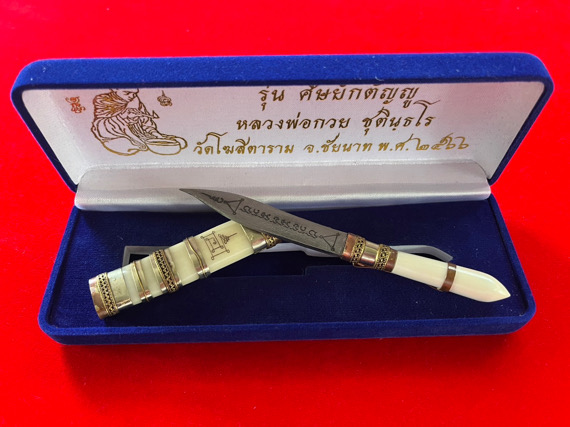 รุ่น ศิษย์กตัญญู
หลวงพ่อกวย ชุตินฺธโร
วัดโฆสิตาราม จ.ชัยนาท พ.ศ.๒๕๖๖